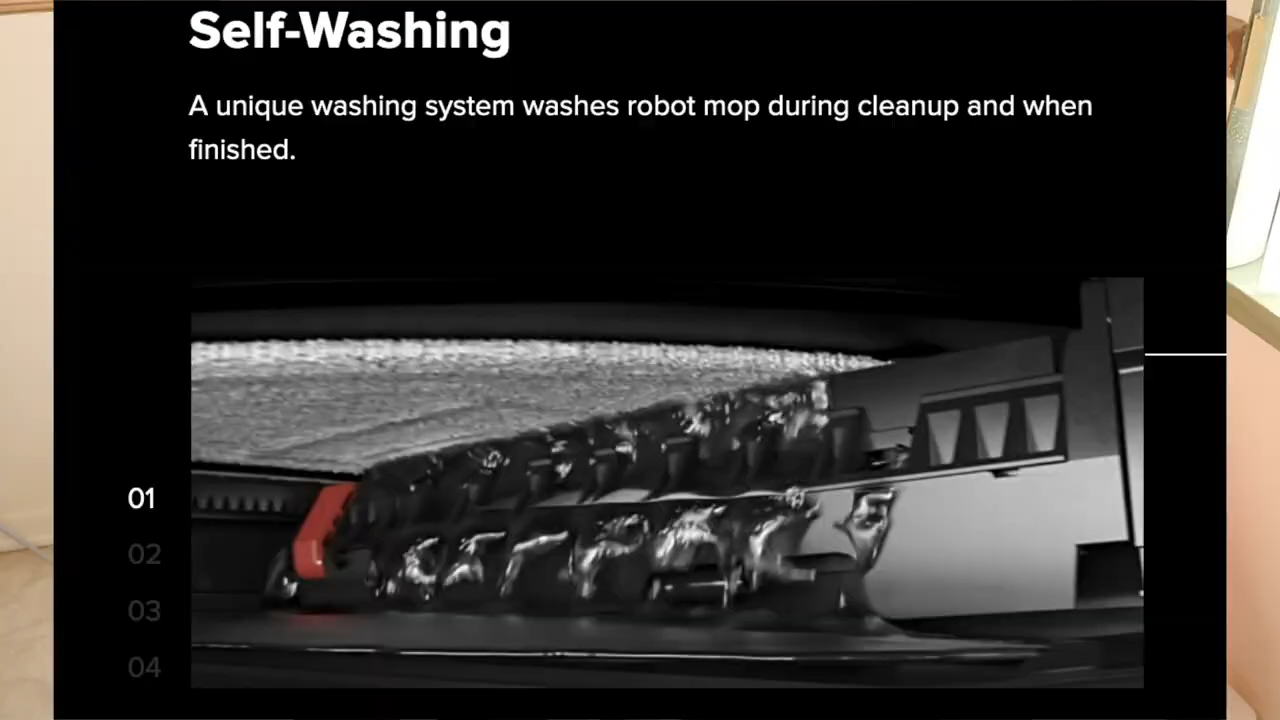 Self-Washing
A unique washing system washes robot mop during cleanup and when
finished.
01
02
03
04